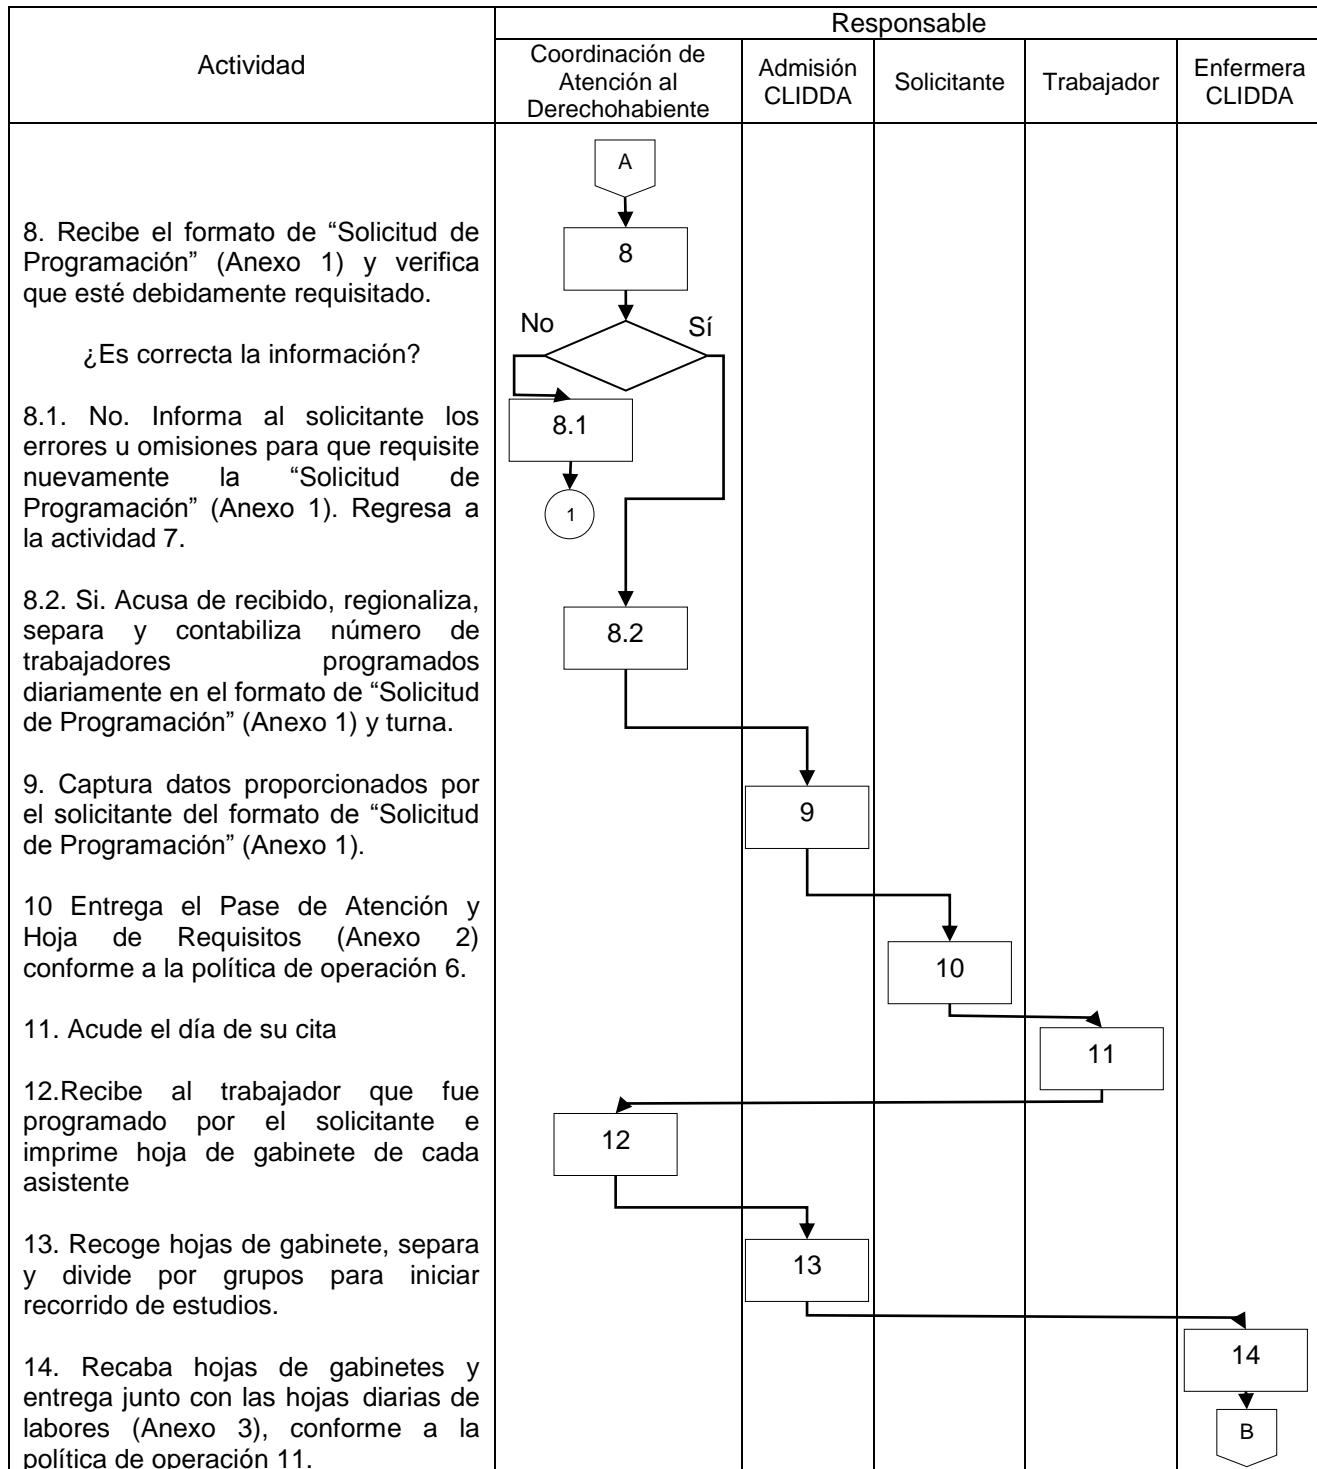 Actividad
Responsable
Coordinación de
Atención al
Derechohabiente
Admisión
CLIDDA
Solicitante
Trabajador
Enfermera
CLIDDA
8. Recibe el formato de “Solicitud de
Programación” (Anexo 1) y verifica
que esté debidamente requisitado.
¿Es correcta la información?
8.1. No. Informa al solicitante los
errores u omisiones para que requisite
nuevamente la “Solicitud de
Programación” (Anexo 1). Regresa a
la actividad 7.
8.2. Si. Acusa de recibido, regionaliza,
separa y contabiliza número de
trabajadores programados
diariamente en el formato de “Solicitud
de Programación” (Anexo 1) y turna.
9. Captura datos proporcionados por
el solicitante del formato de “Solicitud
de Programación” (Anexo 1).
10 Entrega el Pase de Atención y
Hoja de Requisitos (Anexo 2)
conforme a la política de operación 6.
11. Acude el día de su cita
12.Recibe al trabajador que fue
programado por el solicitante e
imprime hoja de gabinete de cada
asistente
13. Recoge hojas de gabinete, separa
y divide por grupos para iniciar
recorrido de estudios.
14. Recaba hojas de gabinetes y
entrega junto con las hojas diarias de
labores (Anexo 3), conforme a la
política de operación 11.
A
8
No
Sí
8.1
1
8.2
9
10
11
12
13
14
B